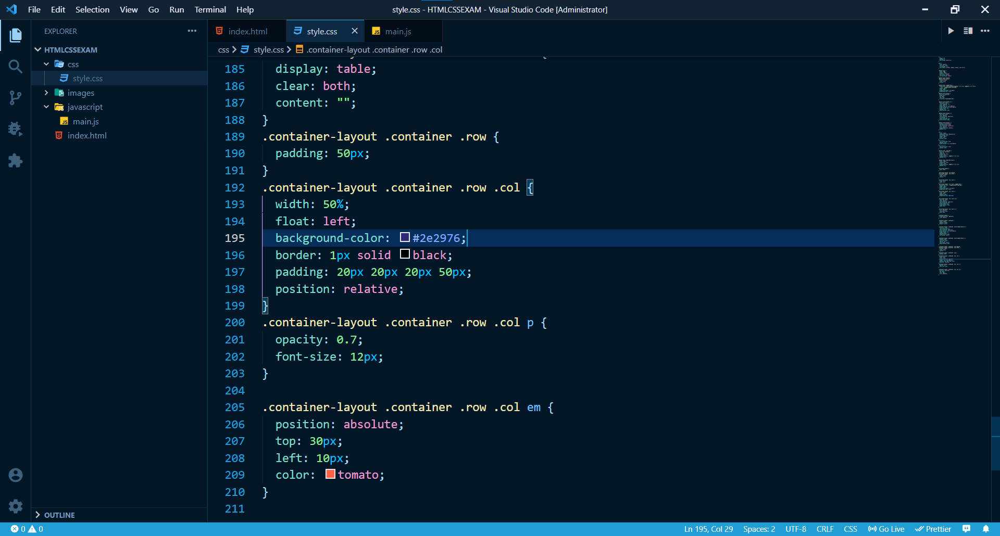 File Edit Selection View Go Run Terminal Help
style.css - HTMLCSSEXAM - Visual Studio Code [Administrator]
EXPLORER
HTMLCSSEXAM
css
style.css
images
javascript
JS main.js
index.html
OUTLINE
index.html
style.css
JS main.js
css > style.css > .container-layout .container .row .col
185 display: table;
186 clear: both;
187 content: "";
188 }
189 .container-layout .container .row {
190 padding: 50px;
191 }
192 .container-layout .container .row .col {
193 width: 50%;
194 float: left;
195 background-color: #2e2976;
196 border: 1px solid black;
197 padding: 20px 20px 20px 50px;
198 position: relative;
199 }
200 .container-layout .container .row .col p {
201 opacity: 0.7;
202 font-size: 12px;
203 }
204
205 .container-layout .container .row .col em {
206 position: absolute;
207 top: 30px;
208 left: 10px;
209 color: tomato;
210 }
211
0 0 Ln 195, Col 29 Spaces: 2 UTF-8 CRLF CSS Go Live Prettier